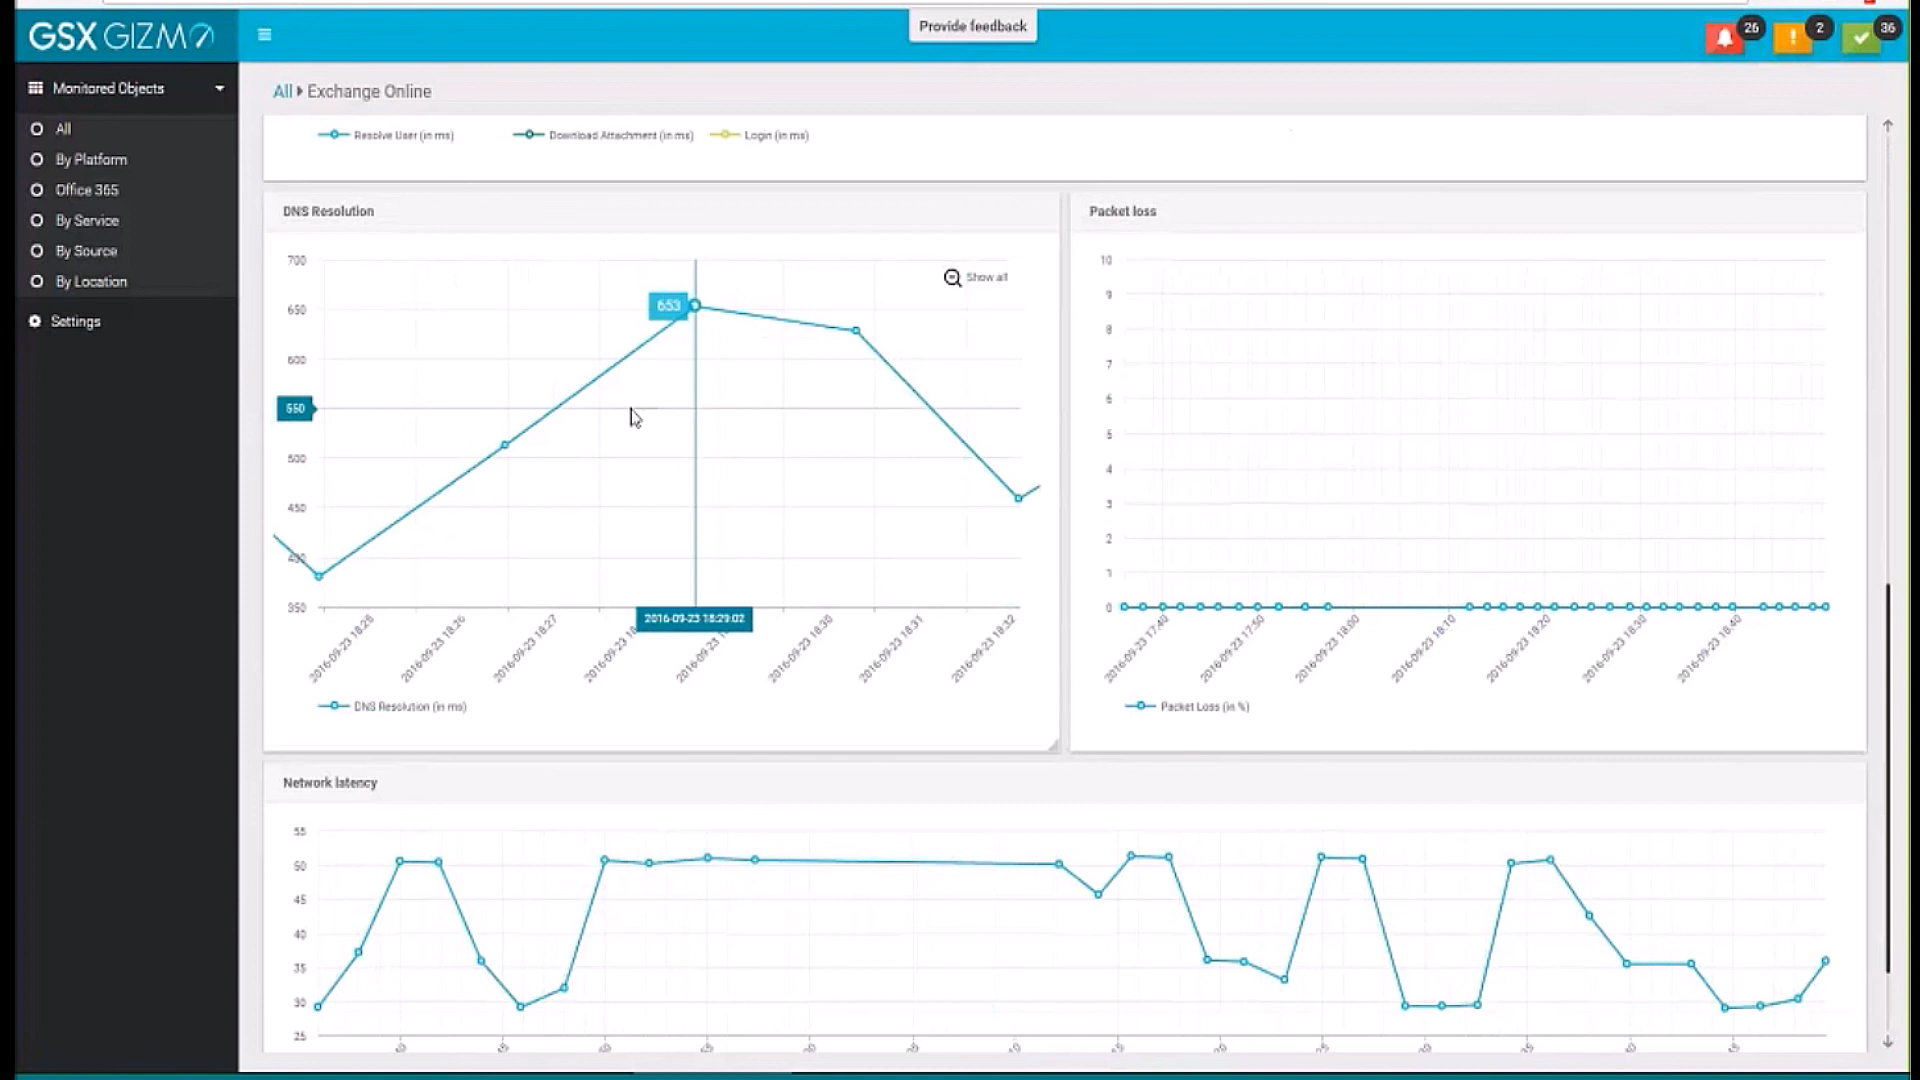 GSX GIZMO
Provide feedback
26
2
36
Monitored Objects
All
By Platform
Office 365
By Service
By Source
By Location
Settings
All Exchange Online
Resolve User (in ms) Download Attachment (in ms) Login (in ms)
DNS Resolution
700
650
600
550
500
450
400
350
653
Show all
2016-09-23 18:29:02
2016-09-23 18:25
2016-09-23 18:26
2016-09-23 18:27
2016-09-23 18:30
2016-09-23 18:31
2016-09-23 18:32
DNS Resolution (in ms)
Packet loss
10
9
8
7
6
5
4
3
2
1
0
2016-09-23 17:40
2016-09-23 17:50
2016-09-23 18:00
2016-09-23 18:10
2016-09-23 18:20
2016-09-23 18:30
2016-09-23 18:40
Packet Loss (in %)
Network latency
55
50
45
40
35
30
25